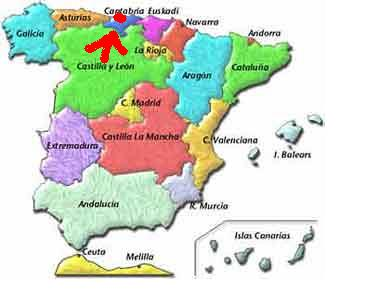 Cantabria Euskadi
Asturias
Navarra
Galicia
Andorra
La Rioja
Castilla y León
Aragón
Cataluña
C. Madrid
Castilla La Mancha
C. Valenciana
Extremadura
I. Balears
Andalucía
R. Murcia
Islas Canarias
Ceuta
Melilla